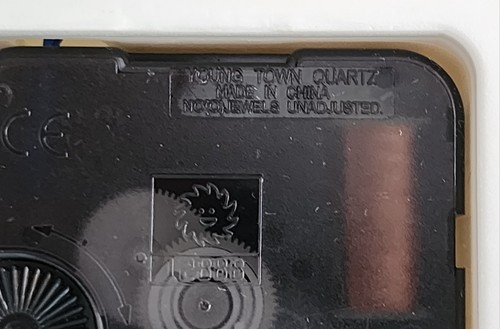 YOUNG TOWN QUARTZ
MADE IN CHINA
NO(0)JEWELS UNADJUSTED.
CE